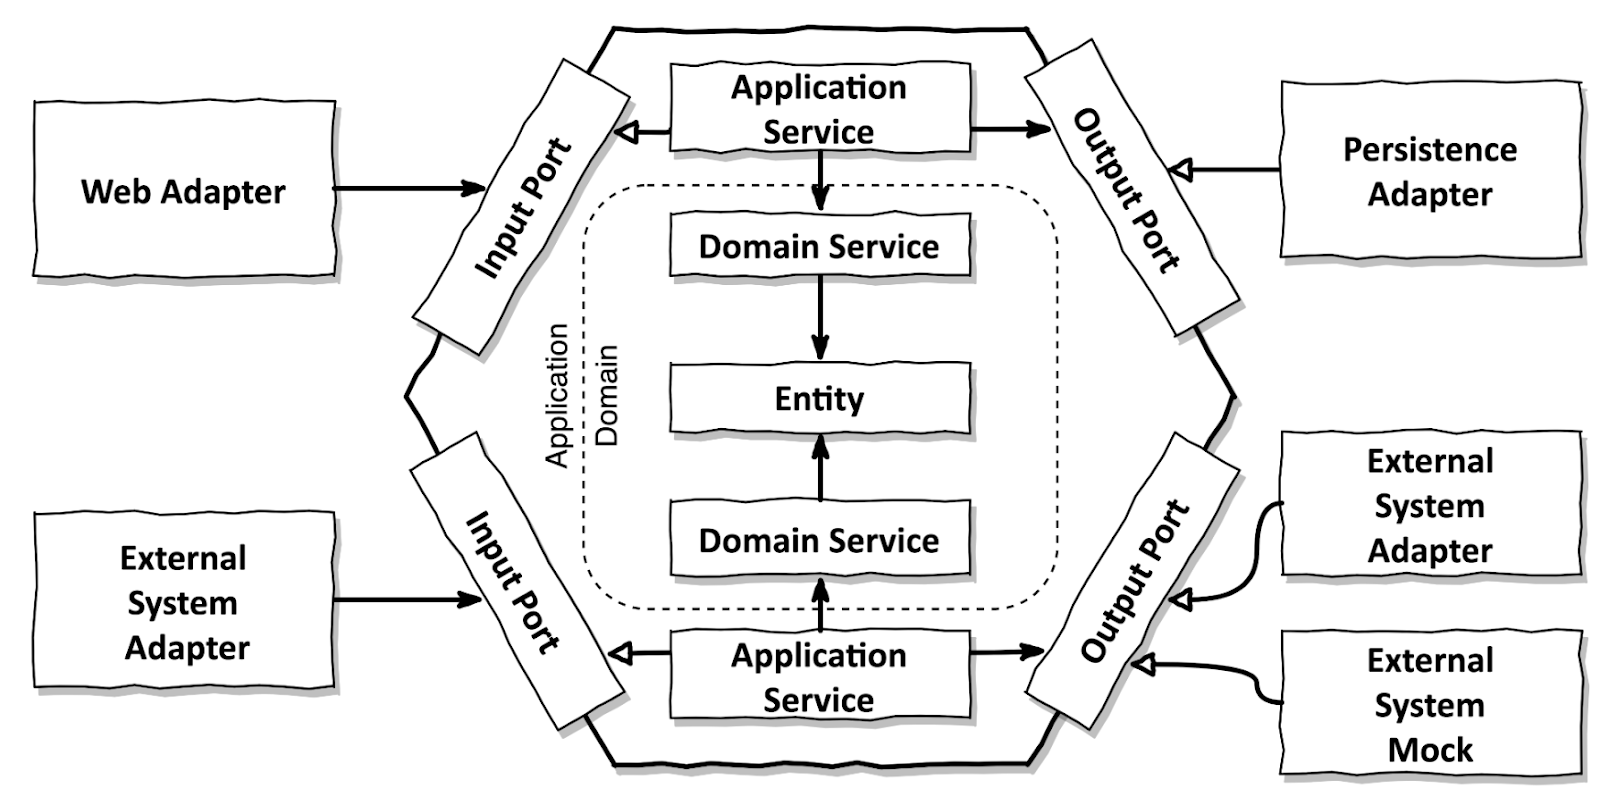 Application
Service
Web Adapter
Input Port
Output Port
Persistence
Adapter
Domain Service
Application
Domain
Entity
External
System
Adapter
Input Port
Domain Service
Output Port
External
System
Adapter
Application
Service
External
System
Mock